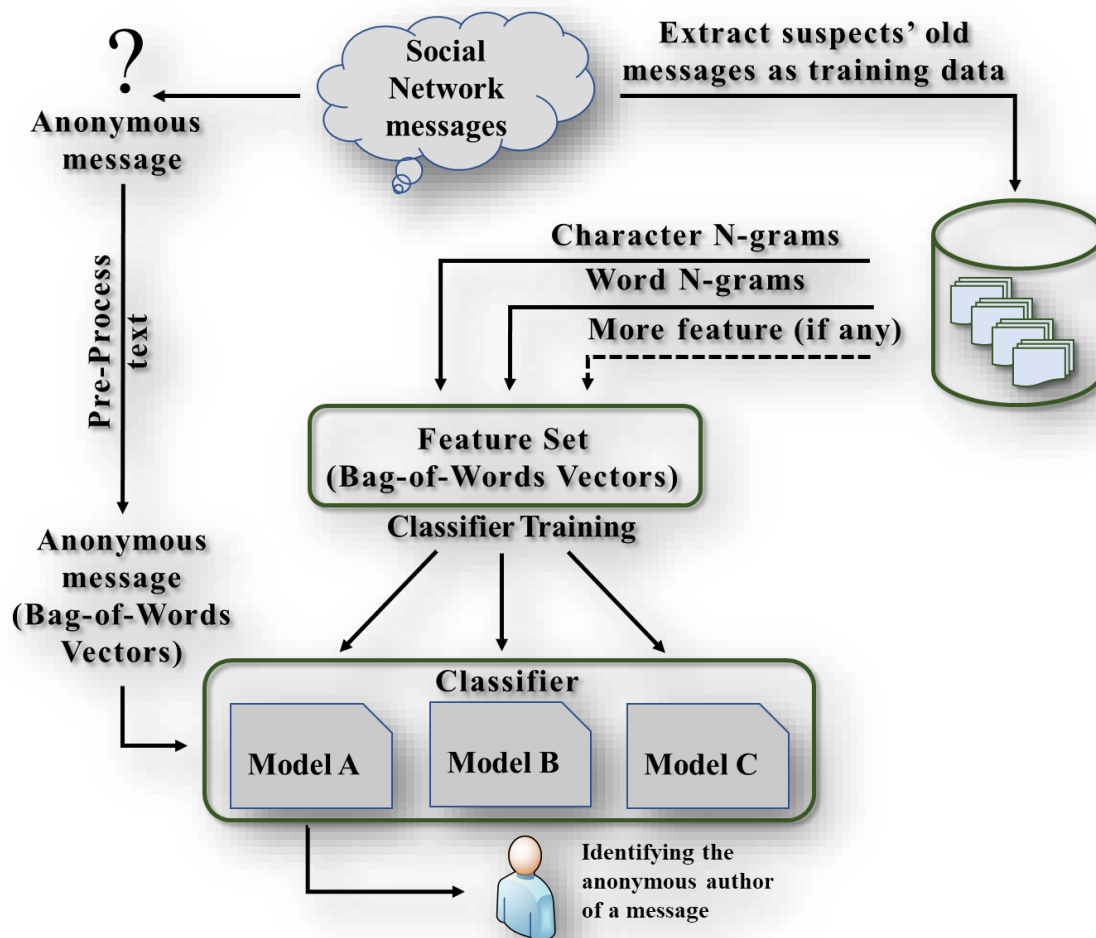 ?
Anonymous
message
Social
Network
messages
Extract suspects’ old
messages as training data
Character N-grams
Word N-grams
More feature (if any)
Pre-Process
text
Feature Set
(Bag-of-Words Vectors)
Classifier Training
Anonymous
message
(Bag-of-Words
Vectors)
Classifier
Model A
Model B
Model C
Identifying the
anonymous author
of a message